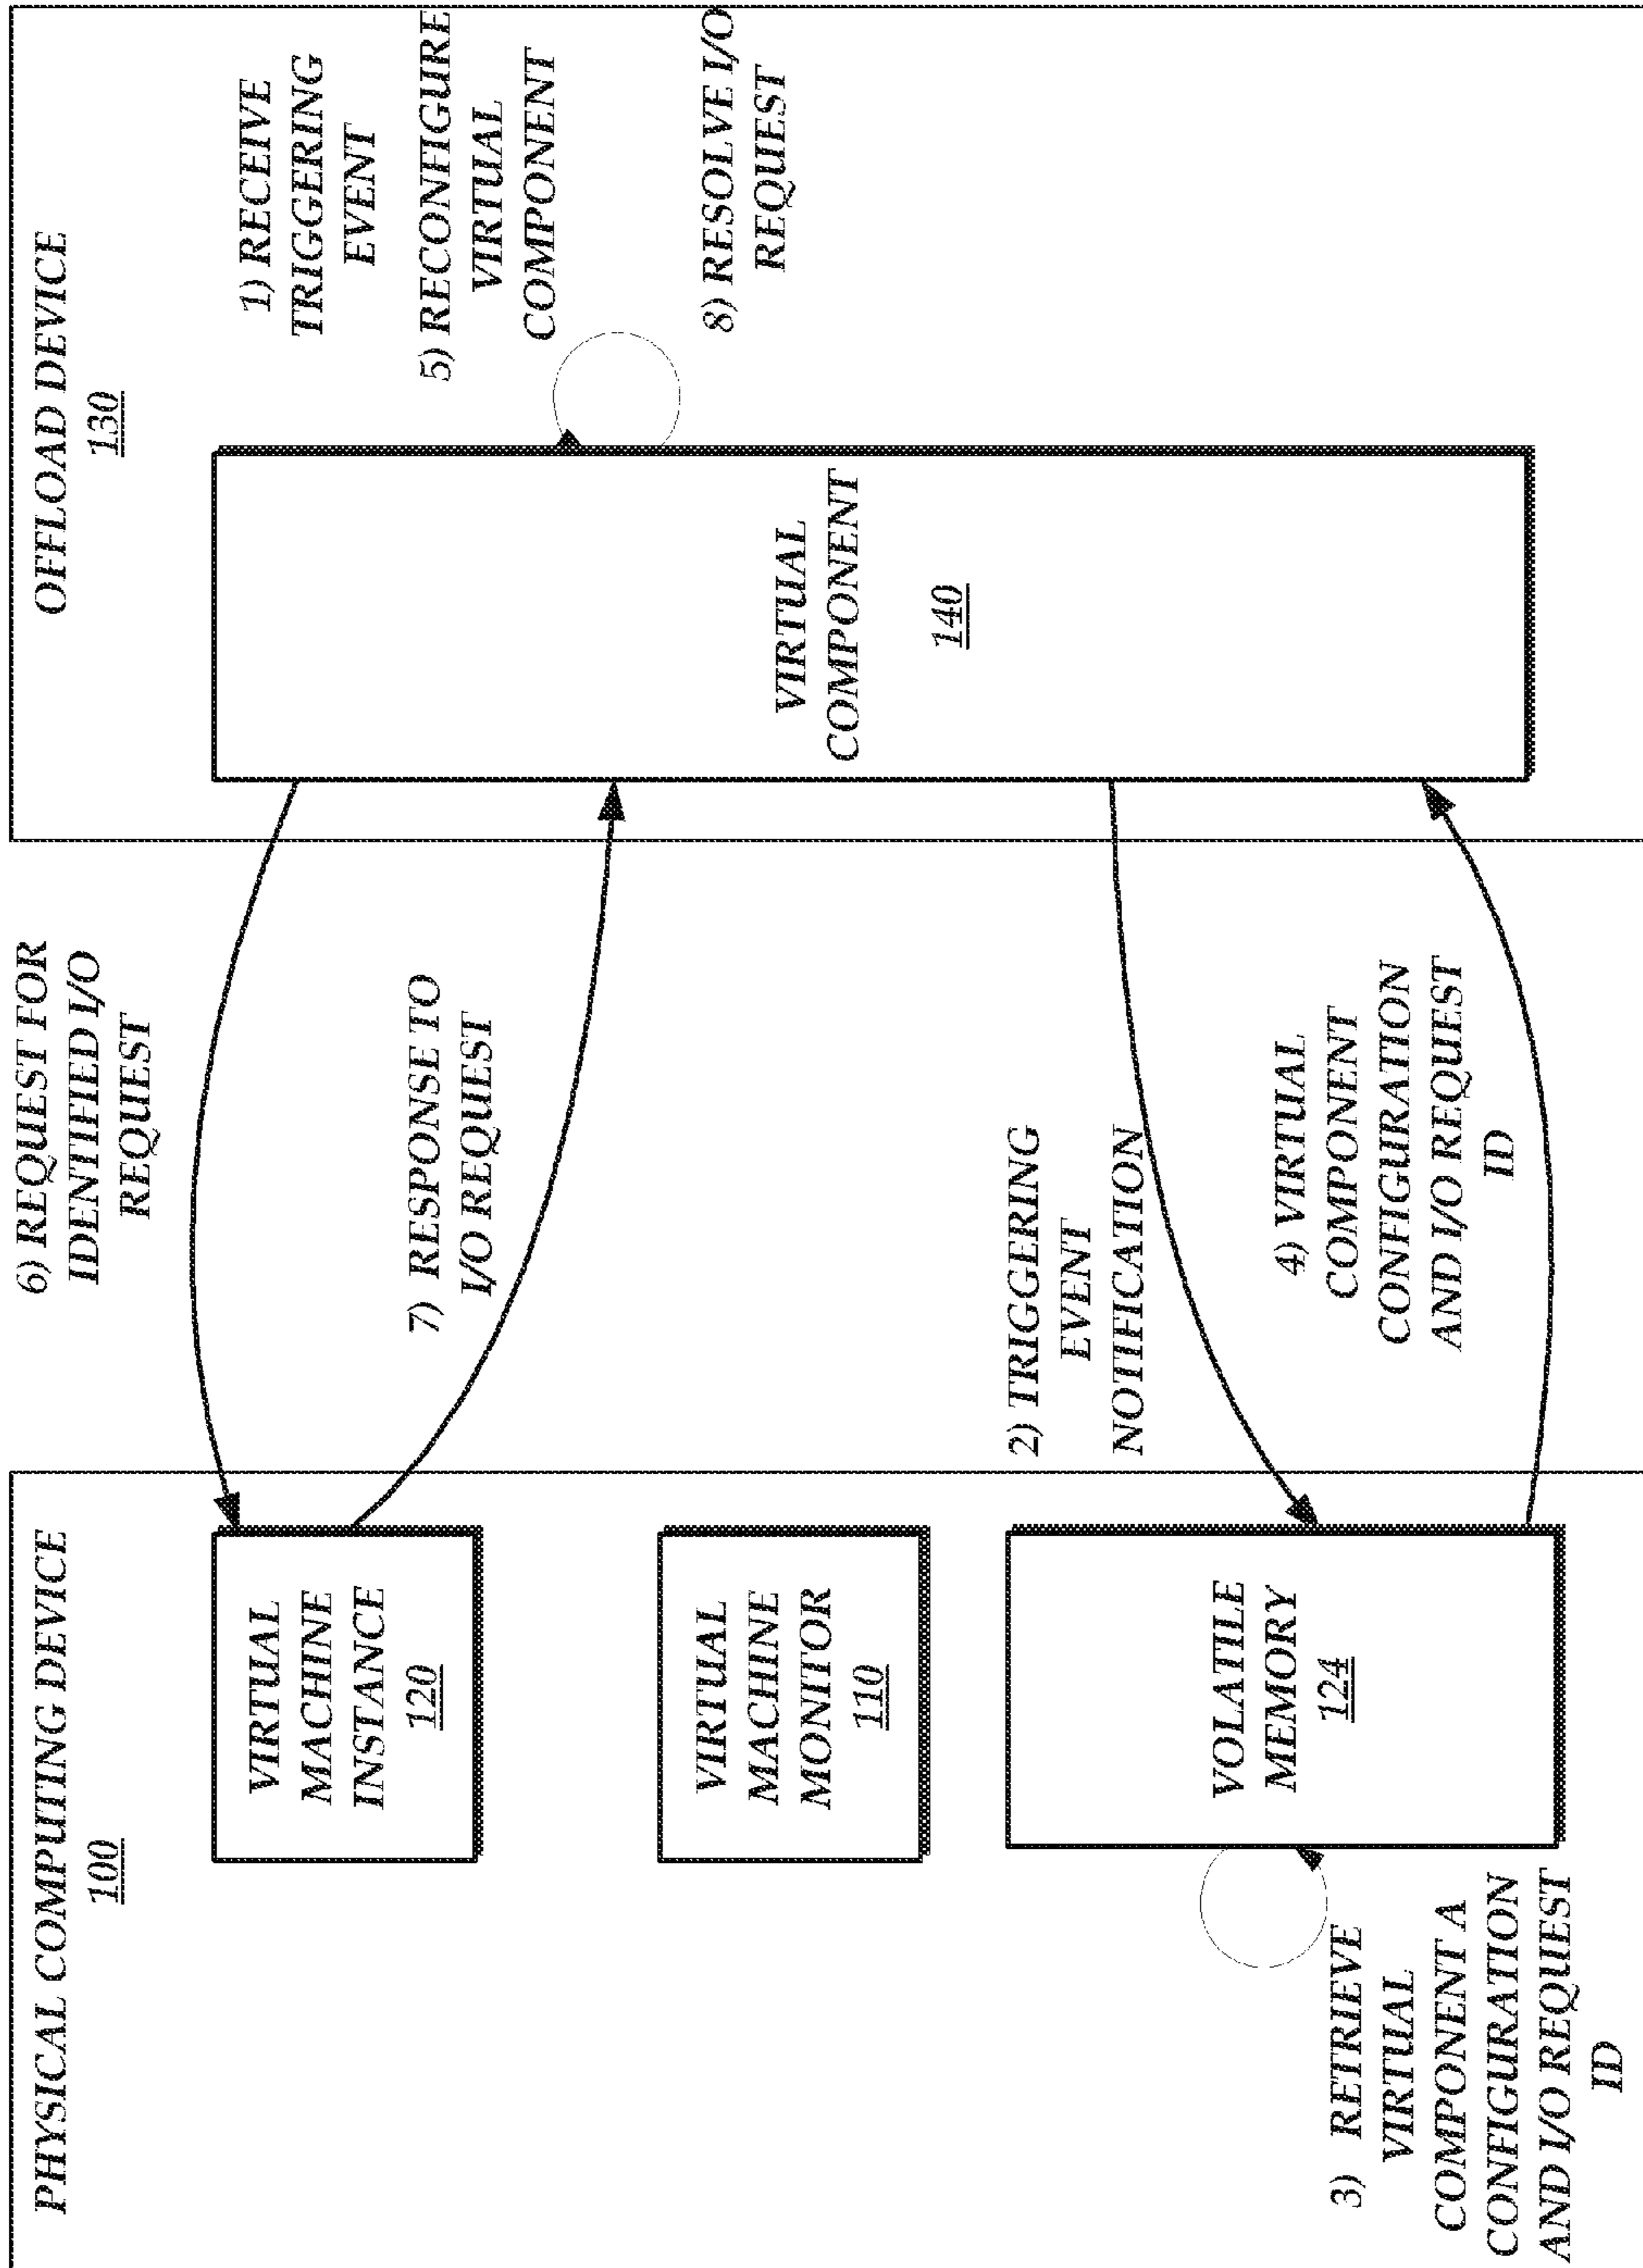 PHYSICAL COMPUTING DEVICE
100
VIRTUAL
MACHINE
INSTANCE
120
VIRTUAL
MACHINE
MONITOR
110
VOLATILE
MEMORY
124
3) RETRIEVE
VIRTUAL
COMPONENT A
CONFIGURATION
AND I/O REQUEST
ID
6) REQUEST FOR
IDENTIFIED I/O
REQUEST
7) RESPONSE TO
I/O REQUEST
2) TRIGGERING
EVENT
NOTIFICATION
4) VIRTUAL
COMPONENT
CONFIGURATION
AND I/O REQUEST
ID
OFFLOAD DEVICE
130
VIRTUAL
COMPONENT
140
1) RECEIVE
TRIGGERING
EVENT
5) RECONFIGURE
VIRTUAL
COMPONENT
8) RESOLVE I/O
REQUEST